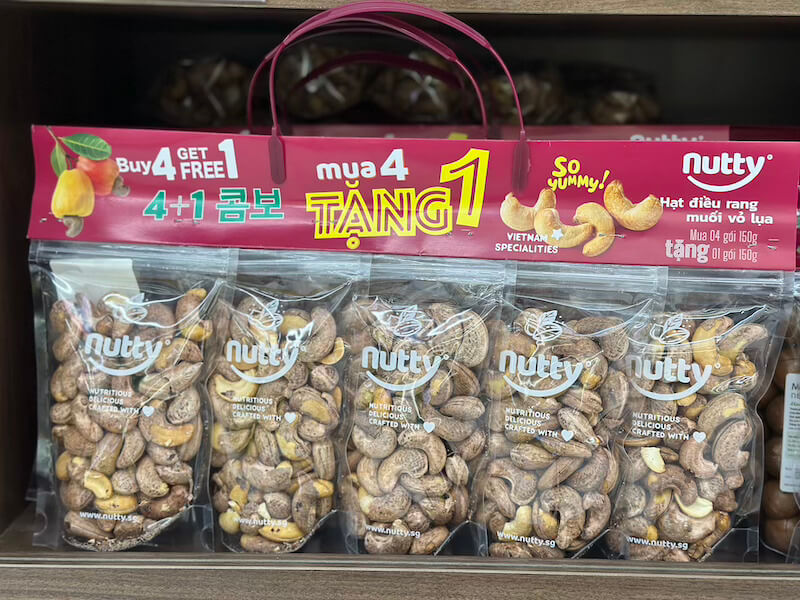 nutty
Buy 4 GET FREE 1
4+1 콤보
mua 4
TẶNG 1
SO YUMMY!
VIETNAM SPECIALITIES
nutty
Hạt điều rang
muối vỏ lụa
Mua 04 gói 150g
tặng 01 gói 150g
nutty
NUTRITIOUS
DELICIOUS
CRAFTED WITH
www.nutty.sg
nutty
NUTRITIOUS
DELICIOUS
CRAFTED WITH
www.nutty.sg
nutty
NUTRITIOUS
DELICIOUS
CRAFTED WITH
www.nutty.sg
nutty
NUTRITIOUS
DELICIOUS
CRAFTED WITH
www.nutty.sg
nutty
NUTRITIOUS
DELICIOUS
CRAFTED WITH
www.nutty.sg